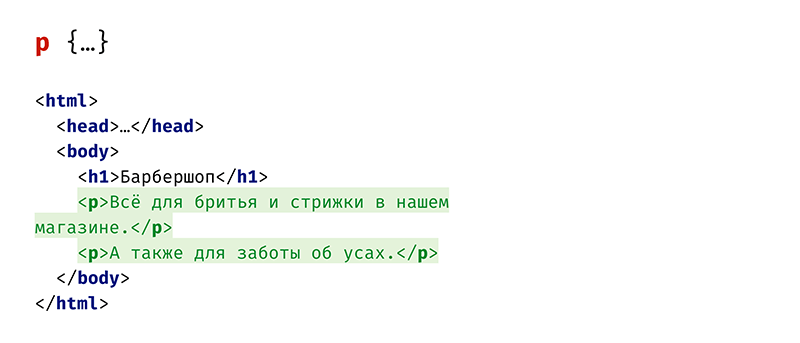 p {…}
<html>
<head>…</head>
<body>
<h1>Барбершоп</h1>
<p>Всё для бритья и стрижки в нашем
магазине.</p>
<p>А также для заботы об усах.</p>
</body>
</html>